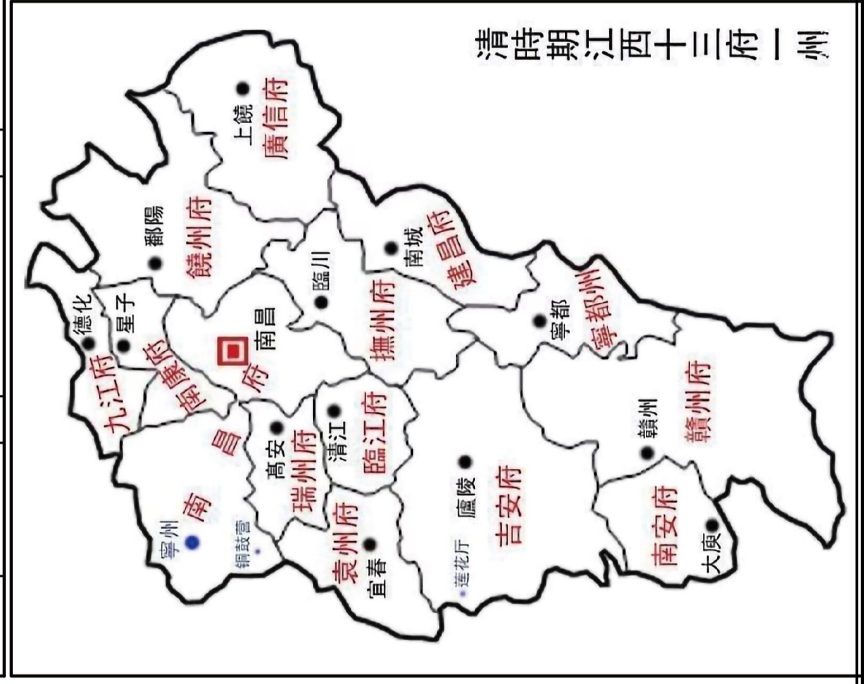 清時期江西十三府一州
上饒
廣信府
鄱陽
饒州府
德化
九江府
星子
南康府
南昌
南昌府
寧州
铜鼓营
高安
瑞州府
清江
臨江府
臨川
撫州府
南城
建昌府
寧都
寧都州
袁州府
宜春
廬陵
吉安府
莲花厅
贛州
贛州府
南安府
大庾